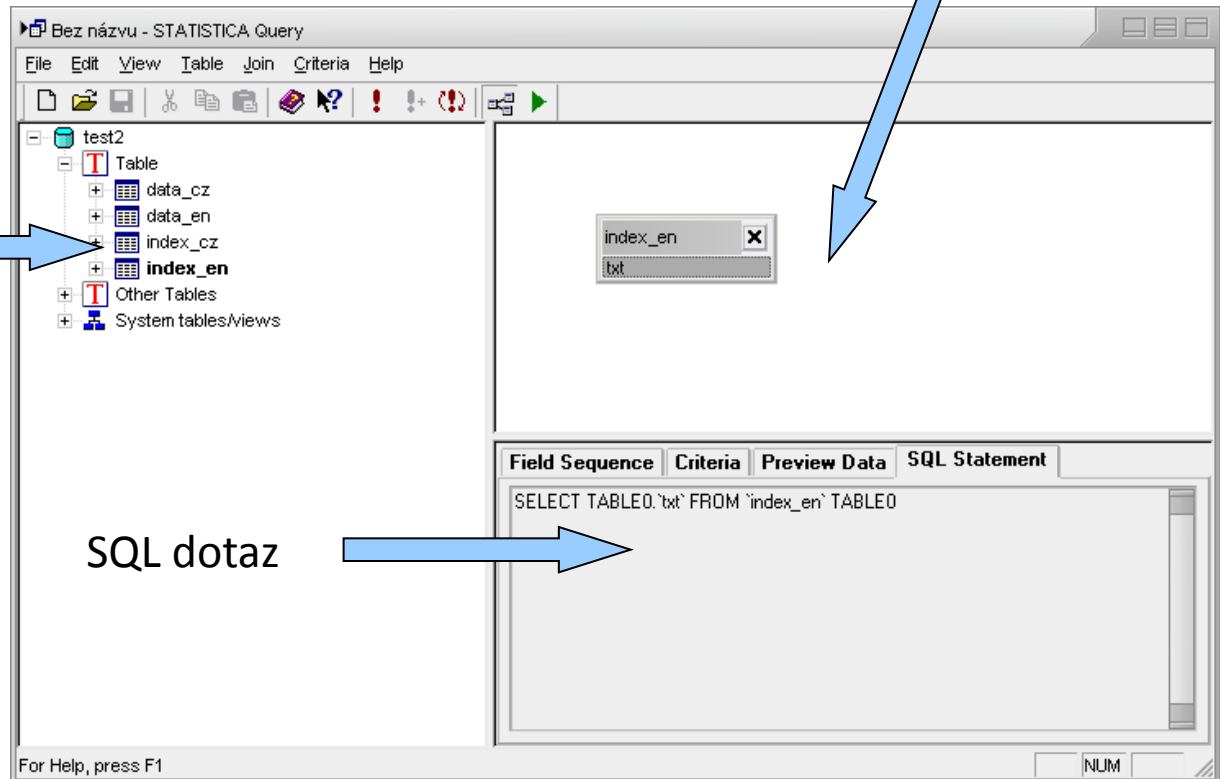 Bez názvu - STATISTICA Query
File Edit View Table Join Criteria Help
test2
Table
data_cz
data_en
index_cz
index_en
Other Tables
System tables/views
index_en
txt
Field Sequence Criteria Preview Data SQL Statement
SELECT TABLE0.`txt` FROM `index_en` TABLE0
SQL dotaz
For Help, press F1
NUM